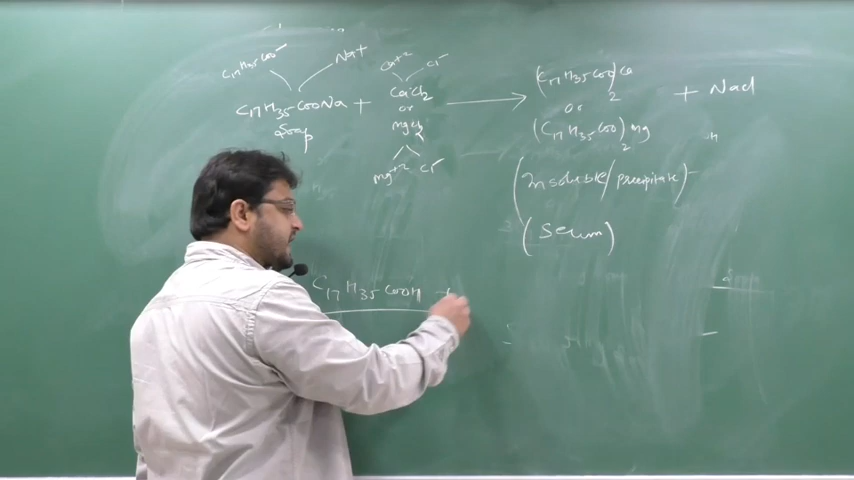 C17H35COO-
Na+
Ca+2 Cl-
C17H35COONa + CaCl2
or
MgCl2
Soap
Mg+2 Cl-
(C17H35COO)2Ca
or
(C17H35COO)2Mg
+ NaCl
(Insoluble/precipitate)
(Scum)
C17H35COOH +